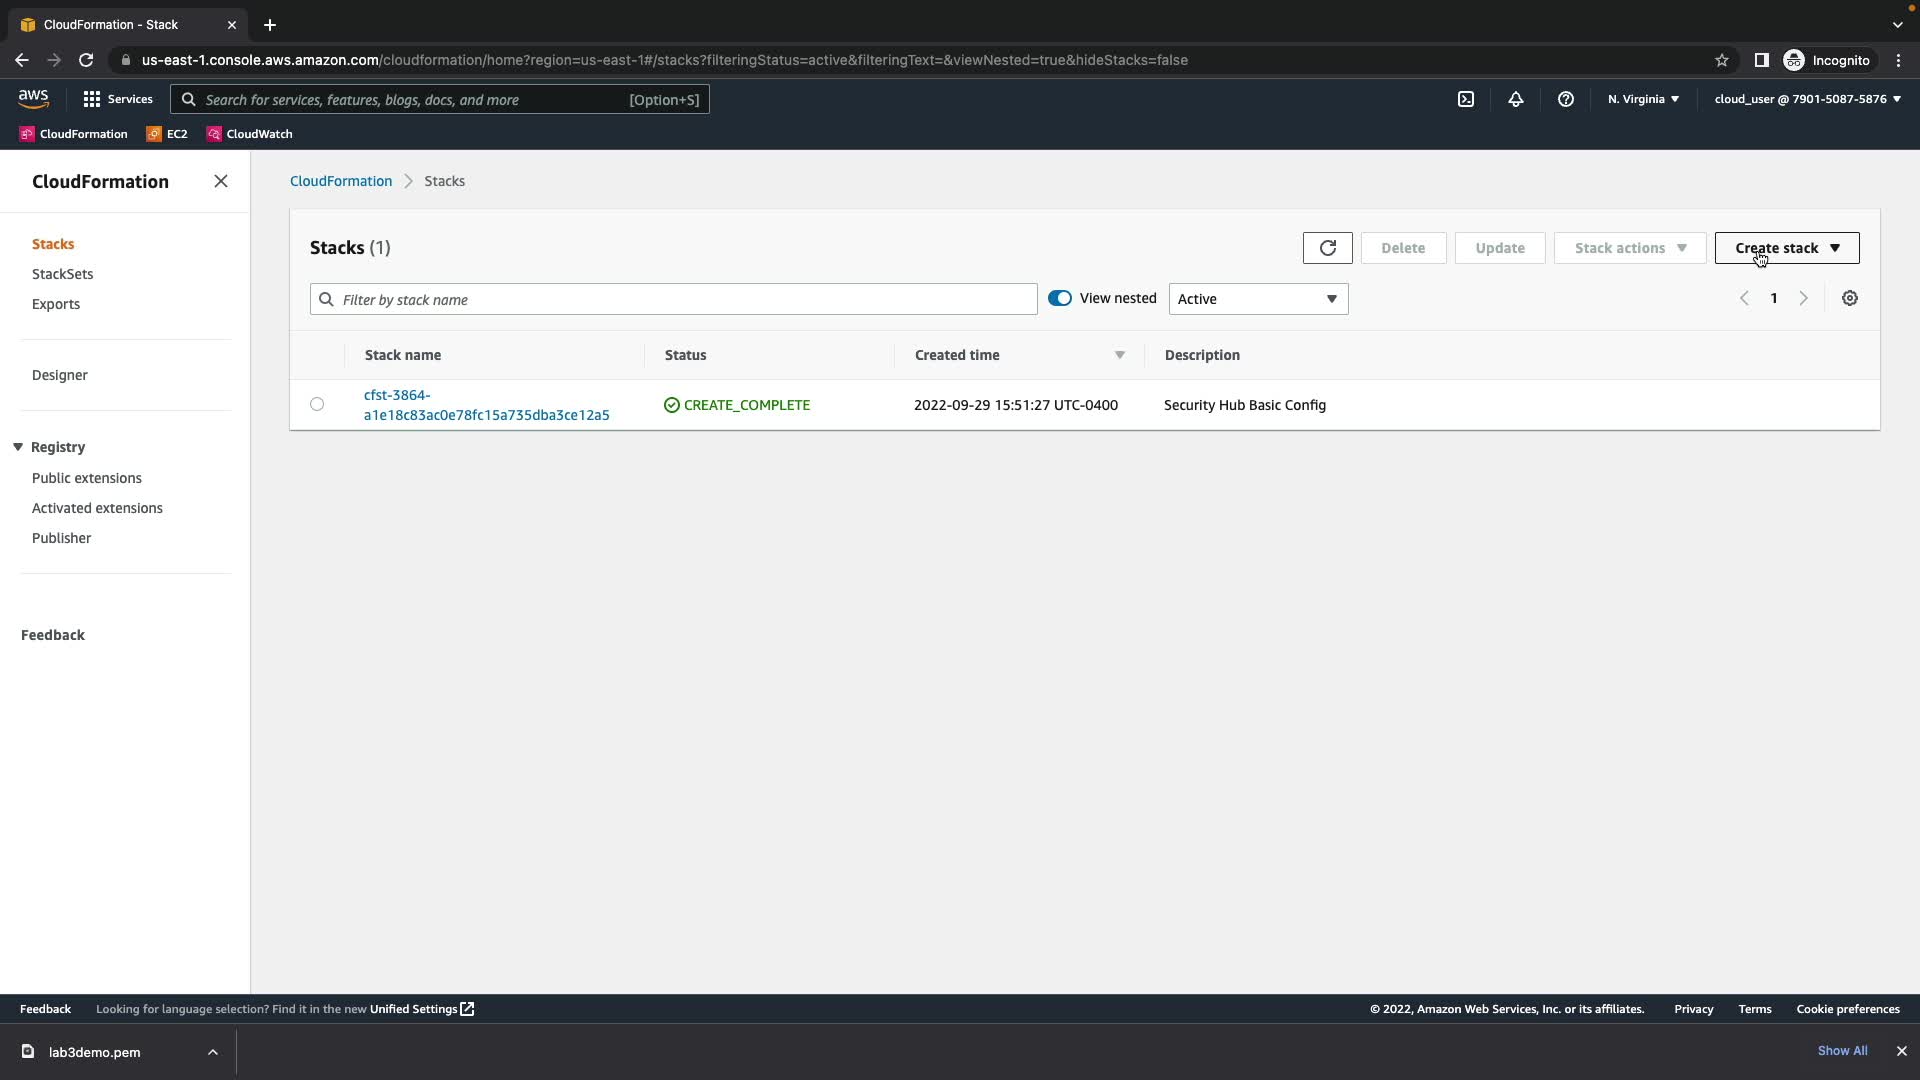 CloudFormation - Stack
us-east-1.console.aws.amazon.com/cloudformation/home?region=us-east-1#/stacks?filteringStatus=active&filteringText=&viewNested=true&hideStacks=false
Incognito
aws
Services
Search for services, features, blogs, docs, and more
[Option+S]
N. Virginia
cloud_user @ 7901-5087-5876
CloudFormation
EC2
CloudWatch
CloudFormation
Stacks
StackSets
Exports
Designer
Registry
Public extensions
Activated extensions
Publisher
Feedback
CloudFormation
Stacks
Stacks (1)
Delete
Update
Stack actions
Create stack
Filter by stack name
View nested
Active
1
Stack name
Status
Created time
Description
cfst-3864-
a1e18c83ac0e78fc15a735dba3ce12a5
CREATE_COMPLETE
2022-09-29 15:51:27 UTC-0400
Security Hub Basic Config
Feedback
Looking for language selection? Find it in the new Unified Settings
© 2022, Amazon Web Services, Inc. or its affiliates.
Privacy
Terms
Cookie preferences
lab3demo.pem
Show All